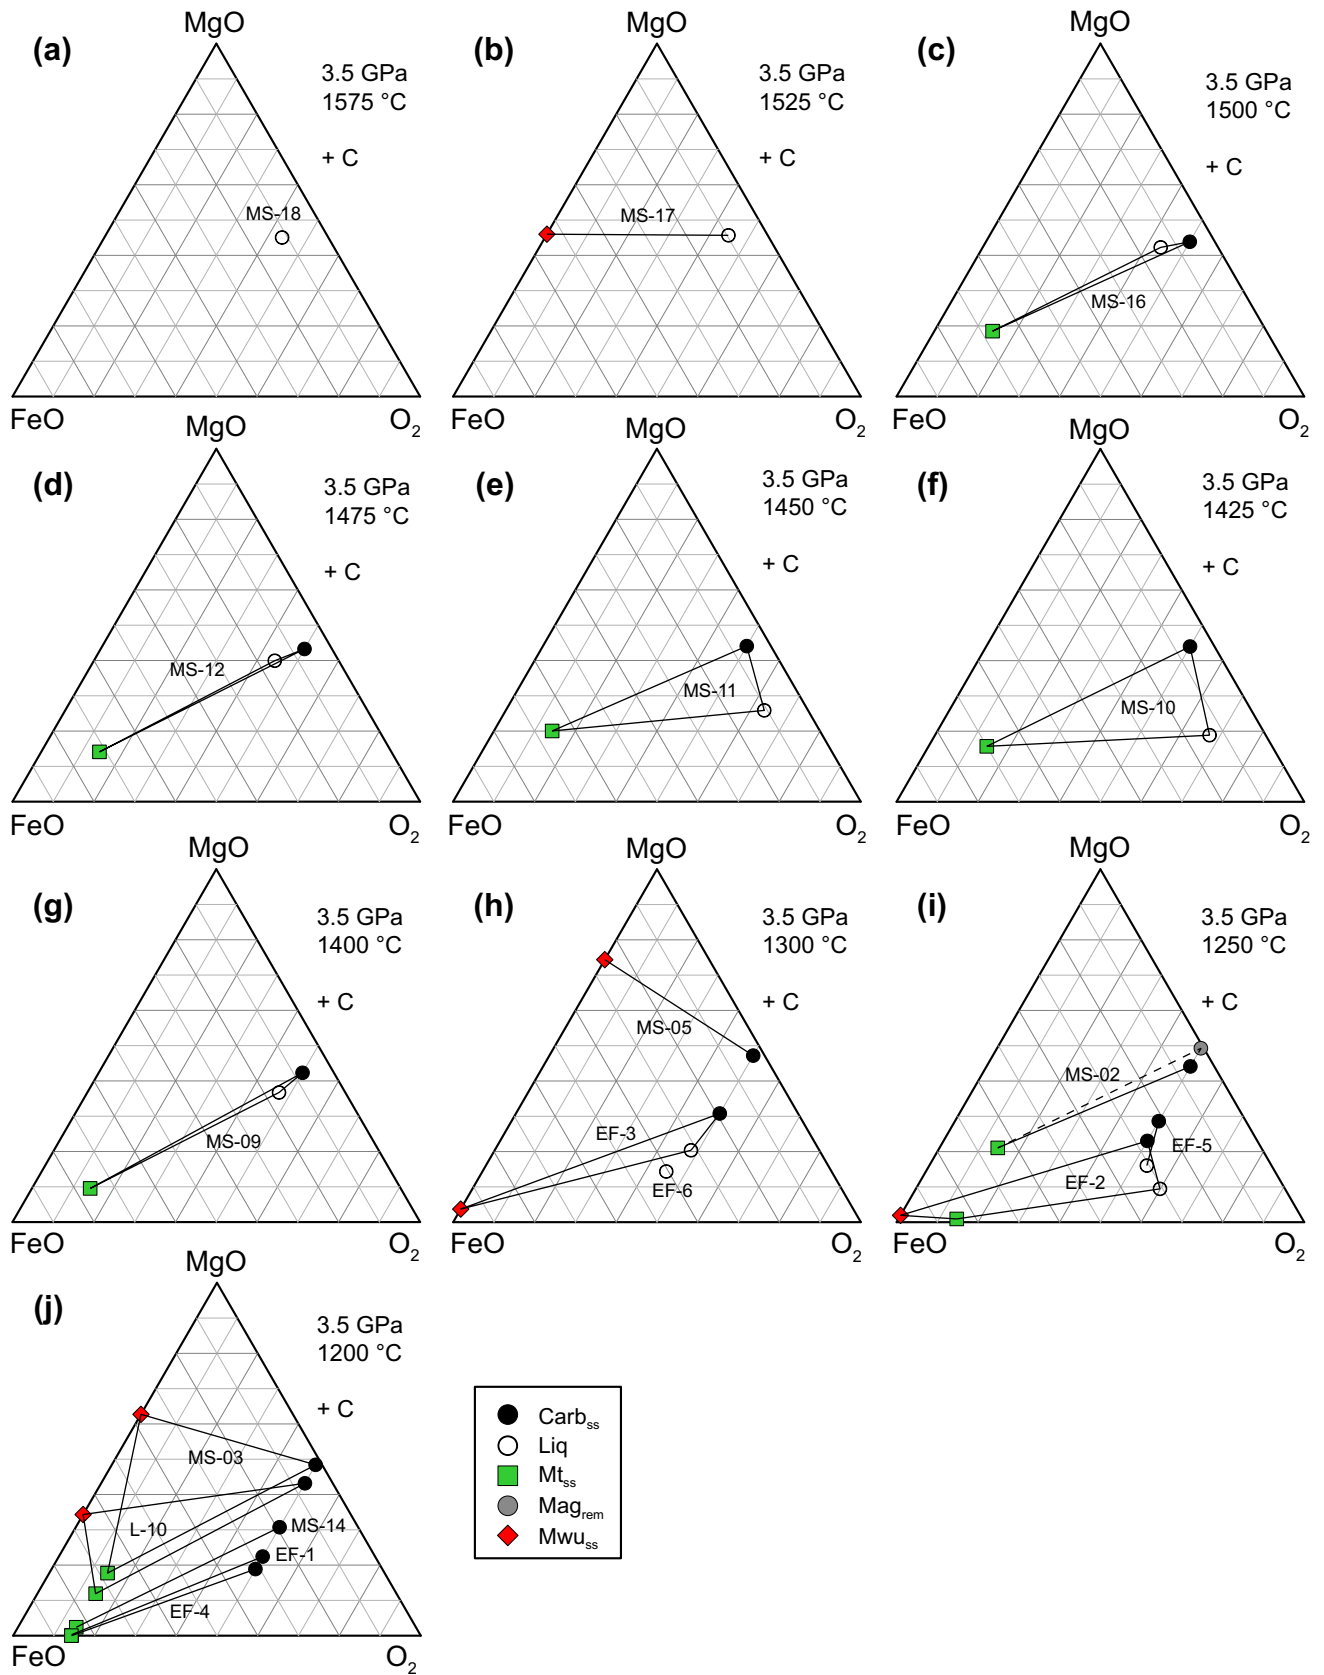 MgO
(a)
3.5 GPa
1575 °C
+ C
MS-18
FeO
O2
MgO
(b)
3.5 GPa
1525 °C
+ C
MS-17
FeO
O2
MgO
(c)
3.5 GPa
1500 °C
+ C
MS-16
FeO
O2
MgO
(d)
3.5 GPa
1475 °C
+ C
MS-12
FeO
O2
MgO
(e)
3.5 GPa
1450 °C
+ C
MS-11
FeO
O2
MgO
(f)
3.5 GPa
1425 °C
+ C
MS-10
FeO
O2
MgO
(g)
3.5 GPa
1400 °C
+ C
MS-09
FeO
O2
MgO
(h)
3.5 GPa
1300 °C
+ C
MS-05
EF-3
EF-6
FeO
O2
MgO
(i)
3.5 GPa
1250 °C
+ C
MS-02
EF-5
EF-2
FeO
O2
MgO
(j)
3.5 GPa
1200 °C
+ C
MS-03
L-10
MS-14
EF-1
EF-4
FeO
O2
Carbss
Liq
Mtss
Magrem
Mwuss